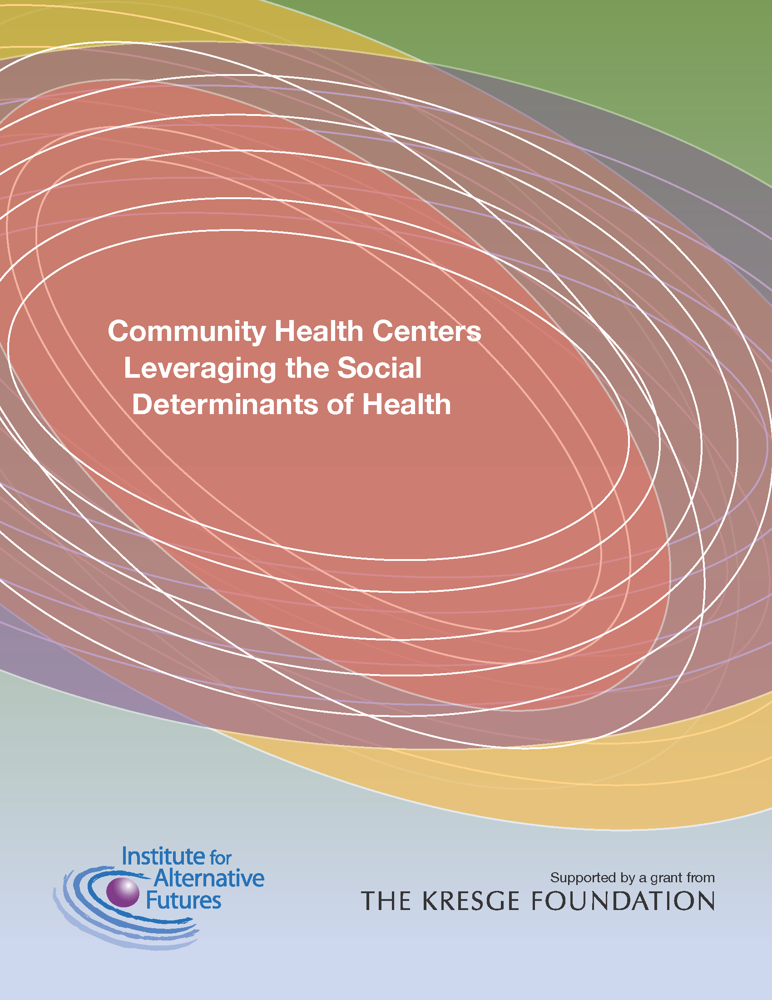 Community Health Centers
Leveraging the Social
Determinants of Health
Institute for
Alternative
Futures
Supported by a grant from
THE KRESGE FOUNDATION